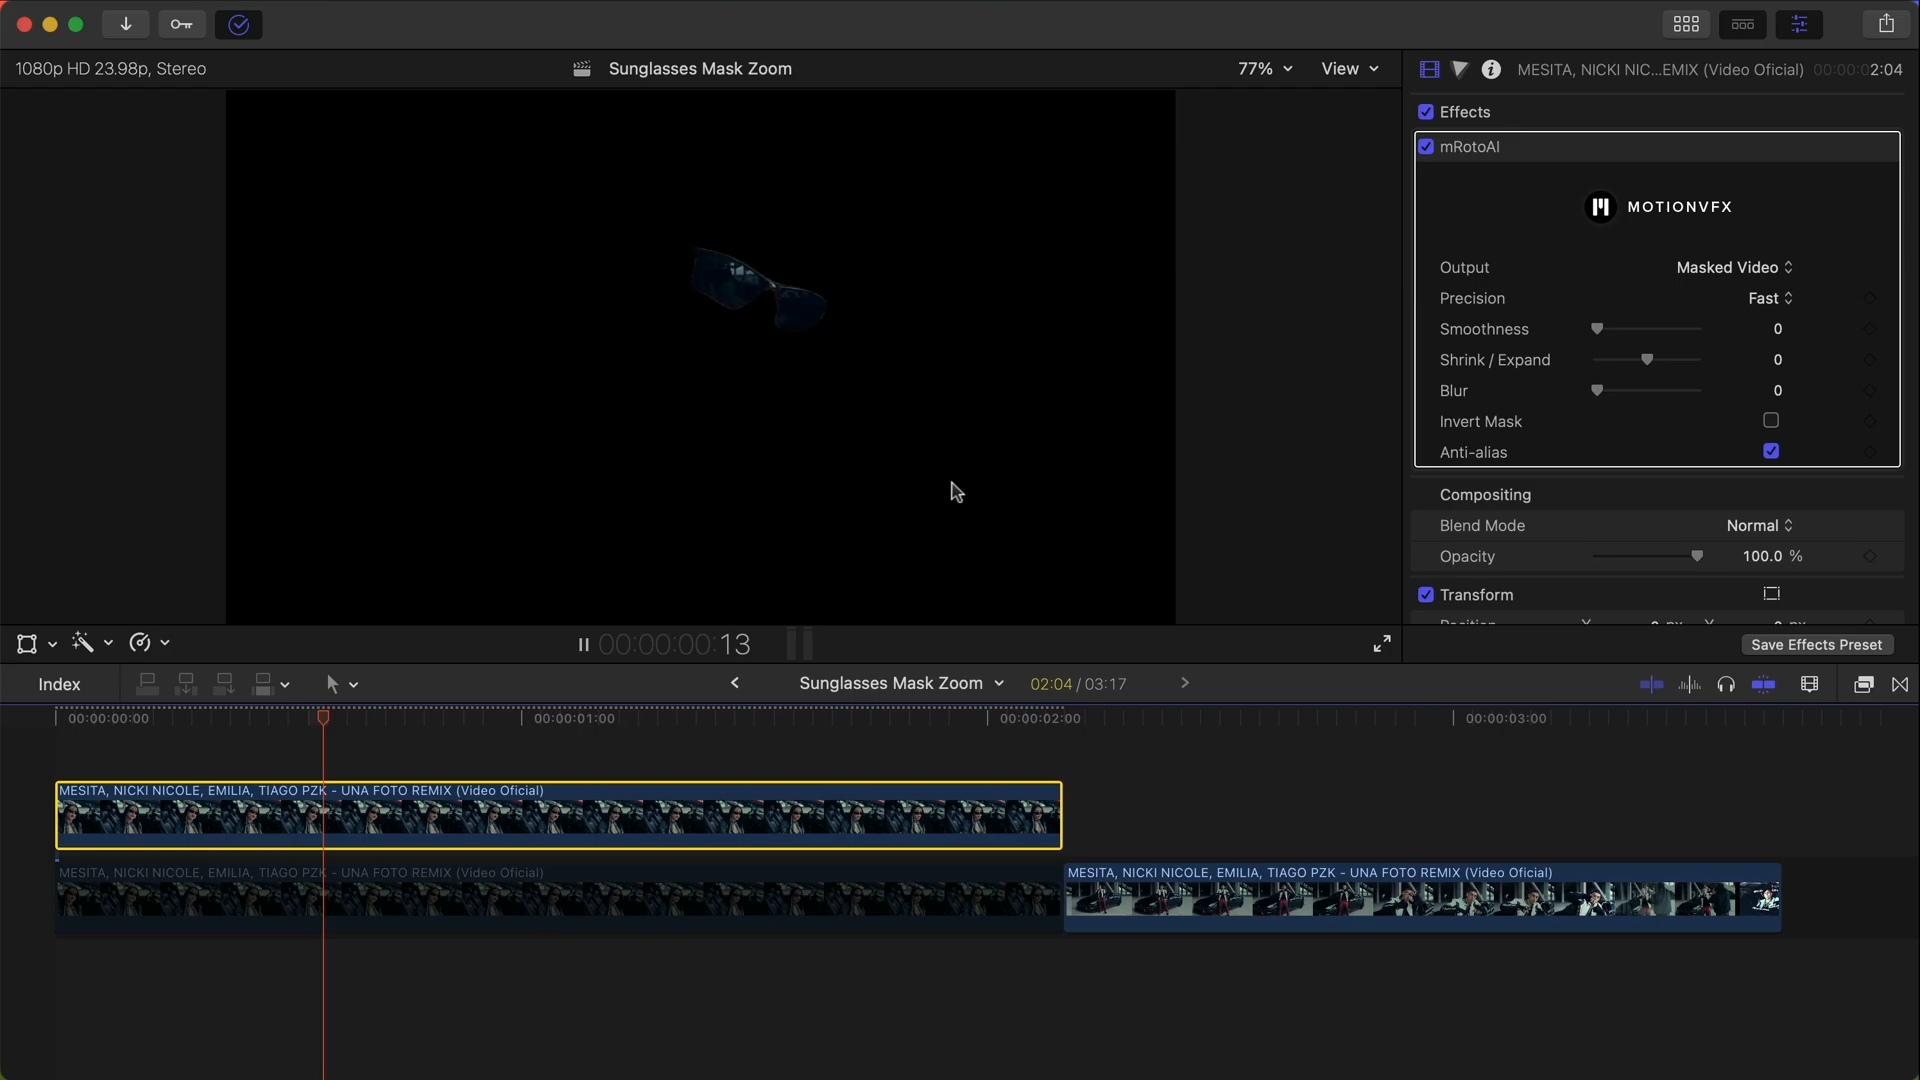 1080p HD 23.98p, Stereo
Sunglasses Mask Zoom
77%
View
MESITA, NICKI NIC...EMIX (Video Oficial)
00:00:02:04
Effects
mRotoAI
MOTIONVFX
Output Masked Video
Precision Fast
Smoothness 0
Shrink / Expand 0
Blur 0
Invert Mask
Anti-alias
Compositing
Blend Mode Normal
Opacity 100.0 %
Transform
00:00:00:13
Save Effects Preset
Index
Sunglasses Mask Zoom
02:04 / 03:17
00:00:00:00
00:00:01:00
00:00:02:00
00:00:03:00
MESITA, NICKI NICOLE, EMILIA, TIAGO PZK - UNA FOTO REMIX (Video Oficial)
MESITA, NICKI NICOLE, EMILIA, TIAGO PZK - UNA FOTO REMIX (Video Oficial)
MESITA, NICKI NICOLE, EMILIA, TIAGO PZK - UNA FOTO REMIX (Video Oficial)